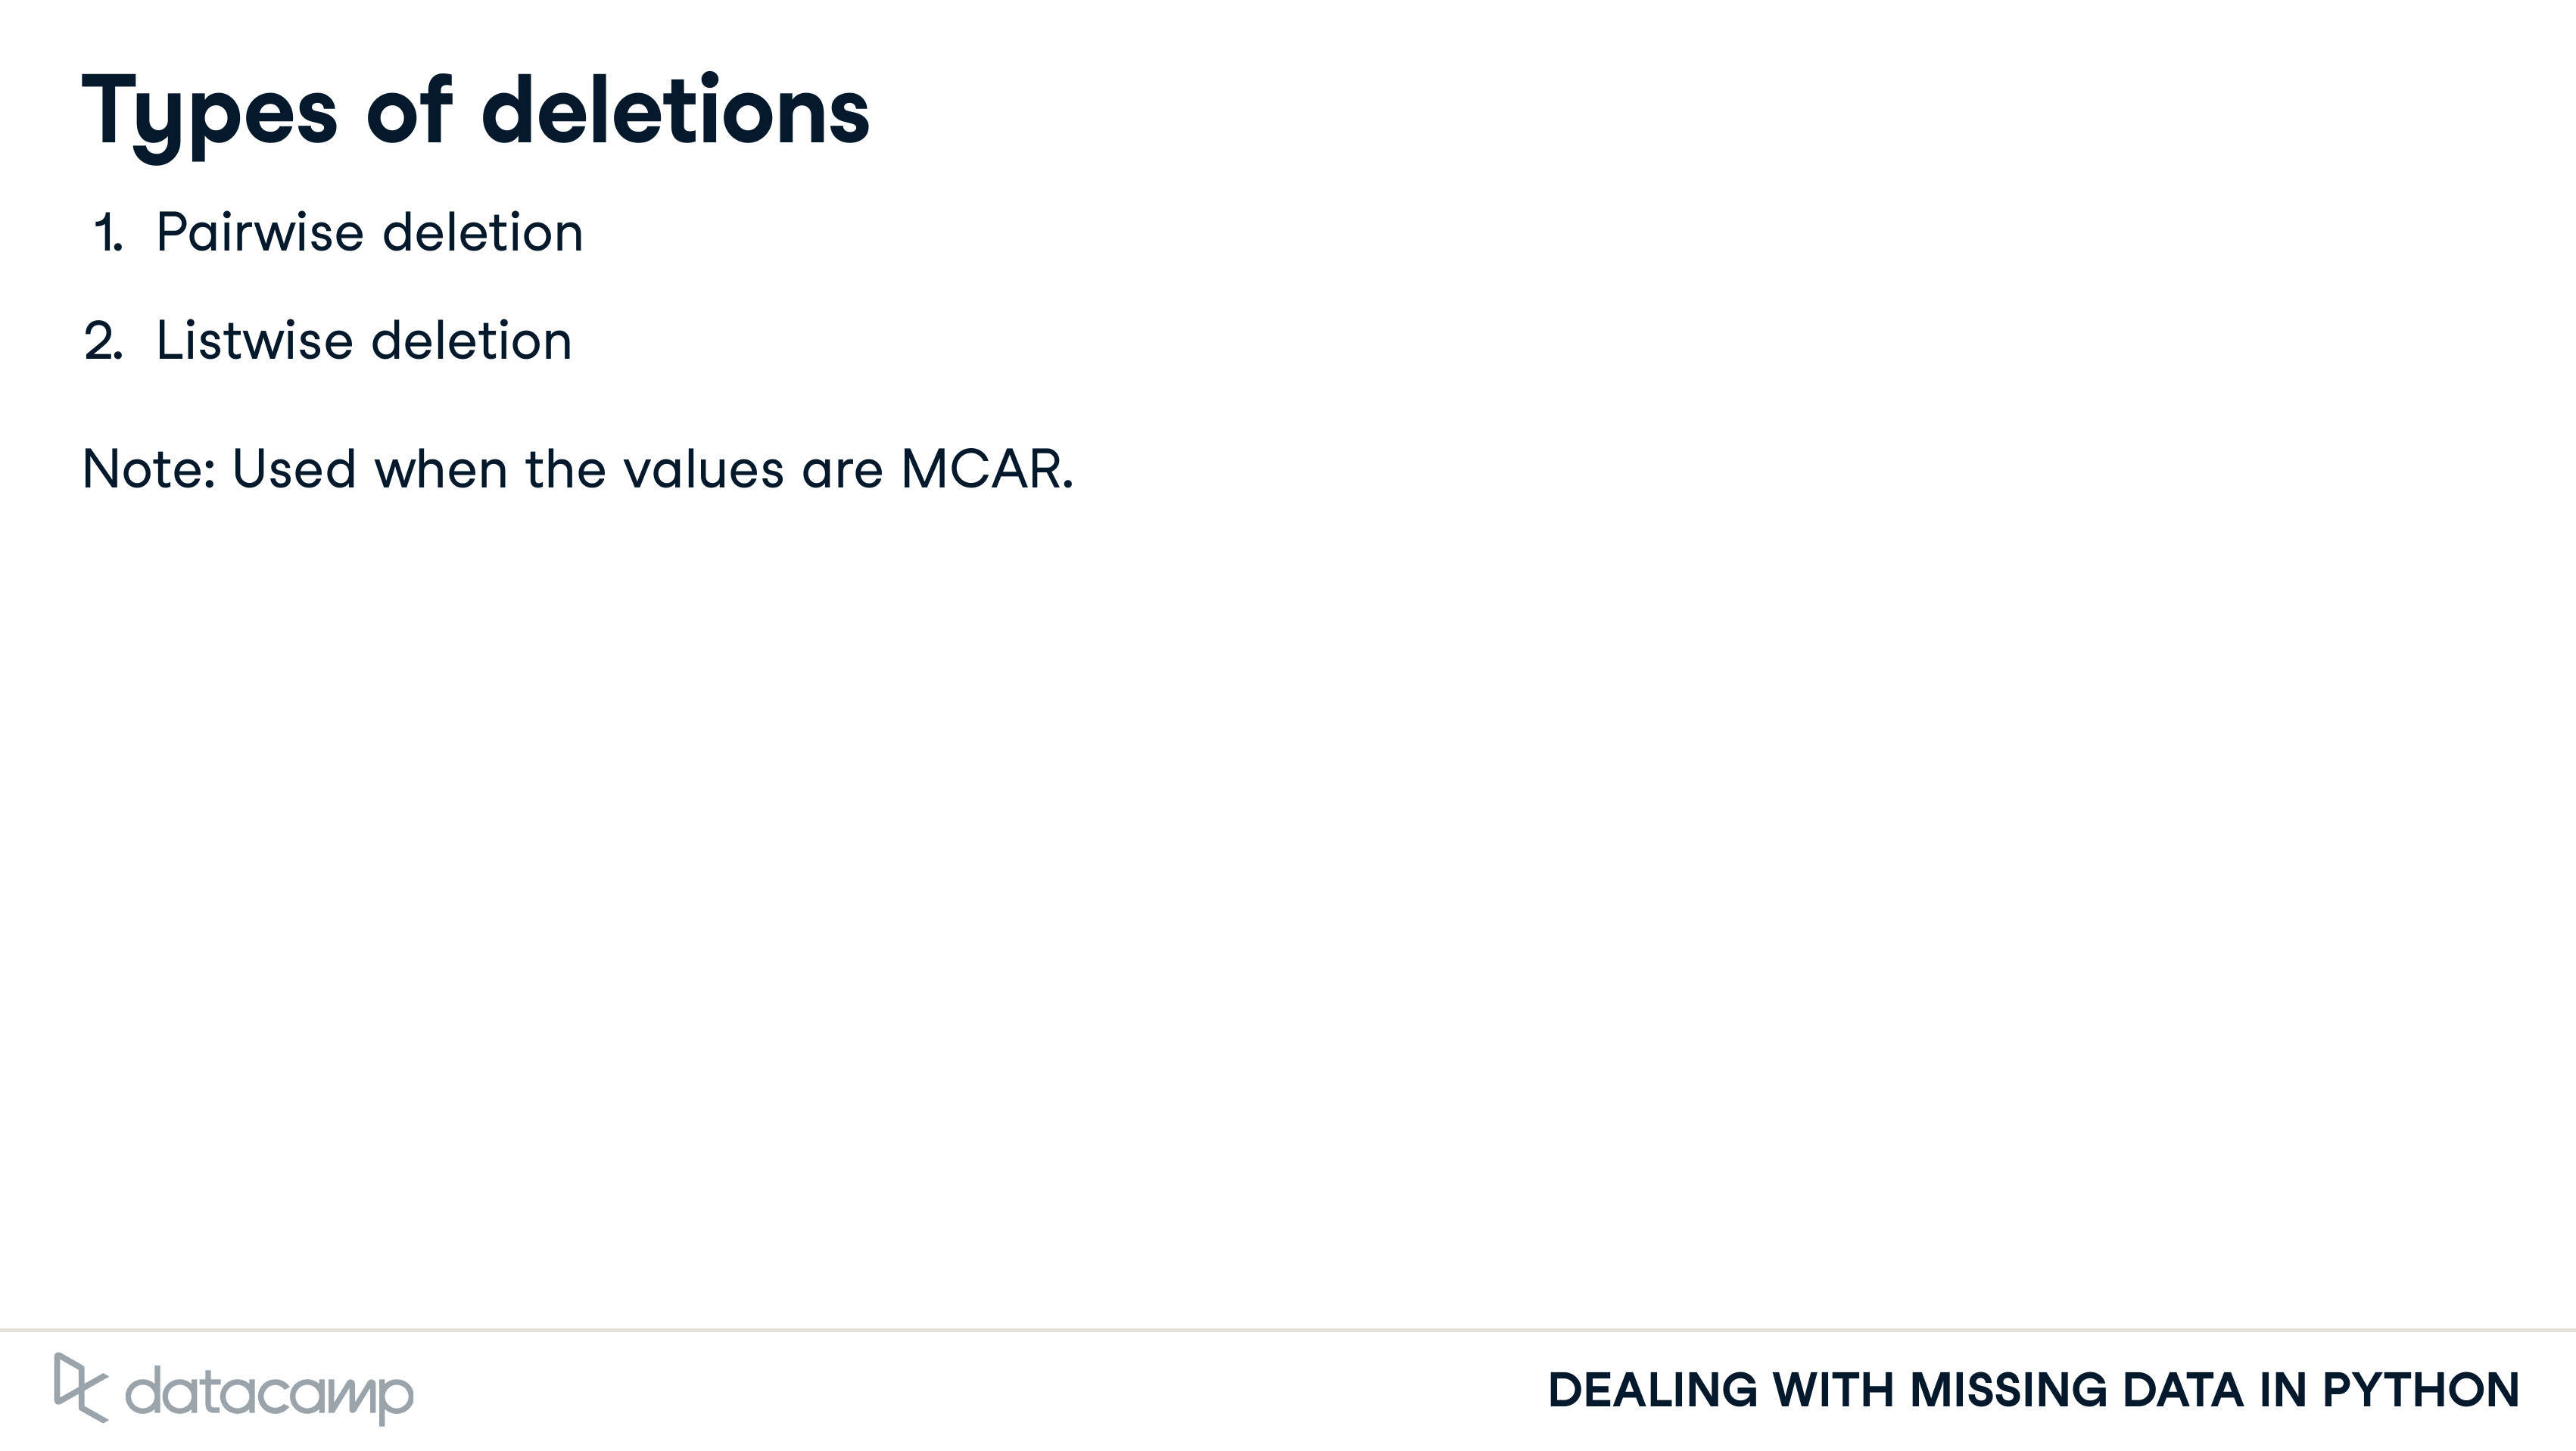 Types of deletions
1. Pairwise deletion
2. Listwise deletion
Note: Used when the values are MCAR.
datacamp
DEALING WITH MISSING DATA IN PYTHON